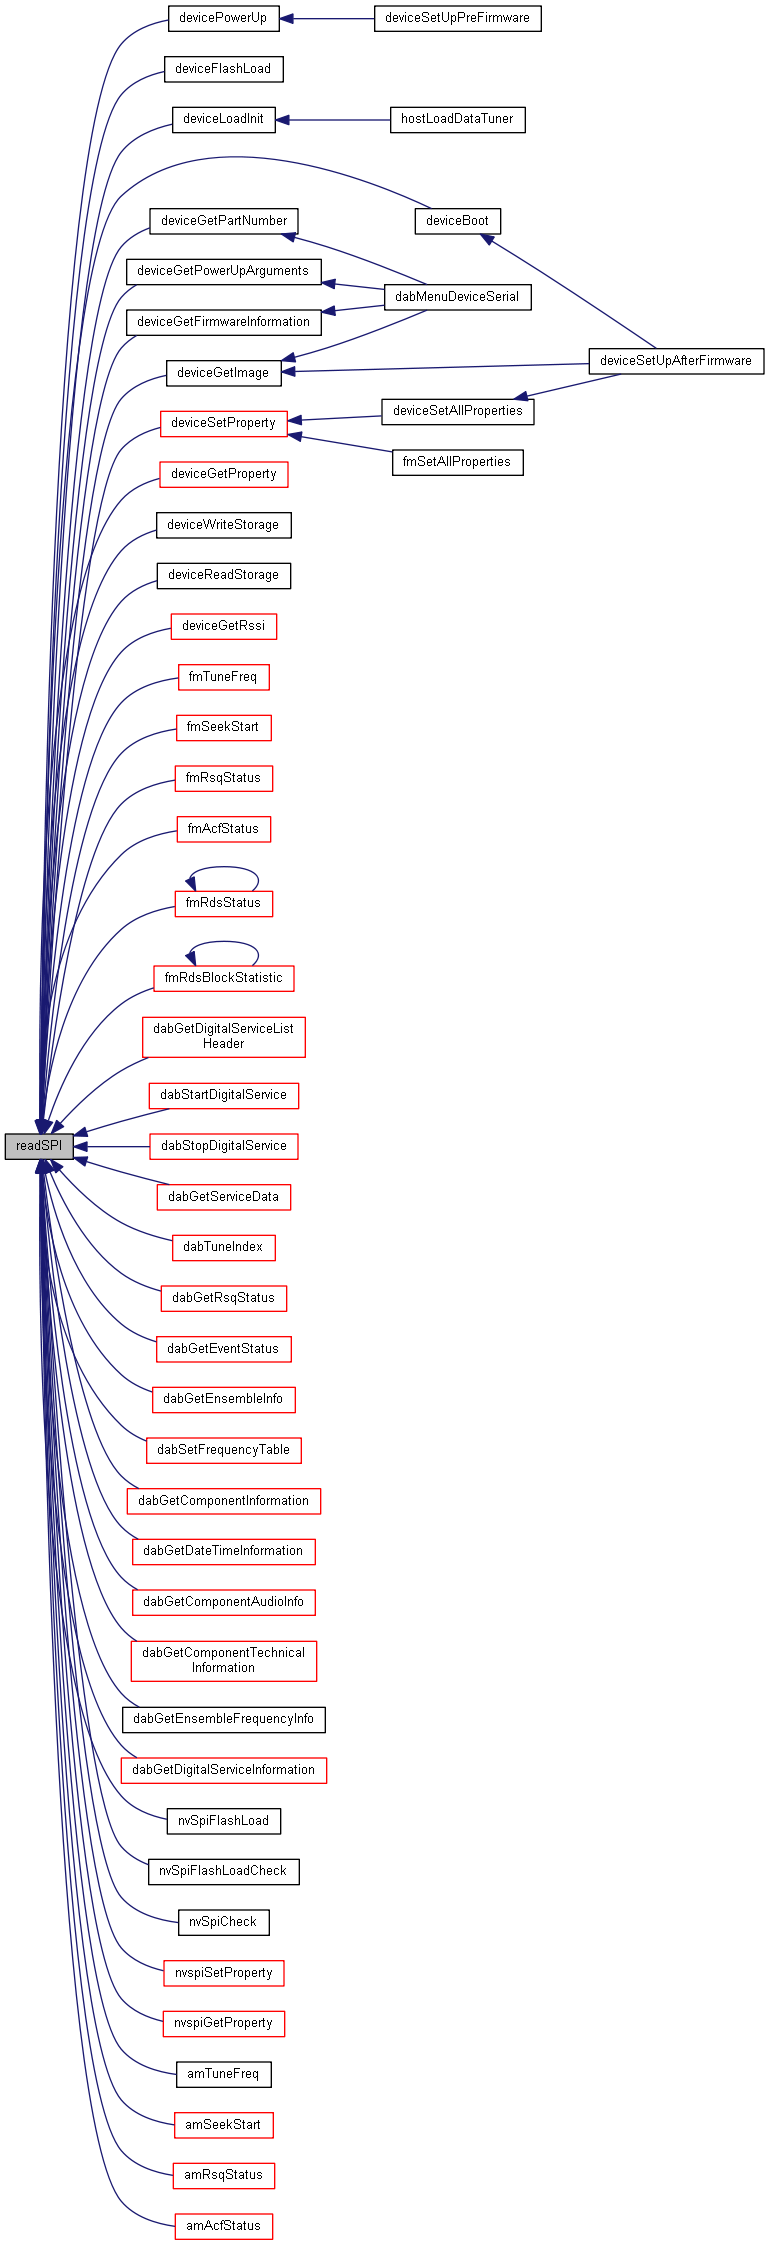 devicePowerUp
deviceSetUpPreFirmware
deviceFlashLoad
deviceLoadInit
hostLoadDataTuner
deviceGetPartNumber
deviceBoot
deviceGetPowerUpArguments
dabMenuDeviceSerial
deviceGetFirmwareInformation
deviceSetUpAfterFirmware
deviceGetImage
deviceSetAllProperties
deviceSetProperty
fmSetAllProperties
deviceGetProperty
deviceWriteStorage
deviceReadStorage
deviceGetRssi
fmTuneFreq
fmSeekStart
fmRsqStatus
fmAcfStatus
fmRdsStatus
fmRdsBlockStatistic
dabGetDigitalServiceList
Header
dabStartDigitalService
readSPI
dabStopDigitalService
dabGetServiceData
dabTuneIndex
dabGetRsqStatus
dabGetEventStatus
dabGetEnsembleInfo
dabSetFrequencyTable
dabGetComponentInformation
dabGetDateTimeInformation
dabGetComponentAudioInfo
dabGetComponentTechnical
Information
dabGetEnsembleFrequencyInfo
dabGetDigitalServiceInformation
nvSpiFlashLoad
nvSpiFlashLoadCheck
nvSpiCheck
nvspiSetProperty
nvspiGetProperty
amTuneFreq
amSeekStart
amRsqStatus
amAcfStatus